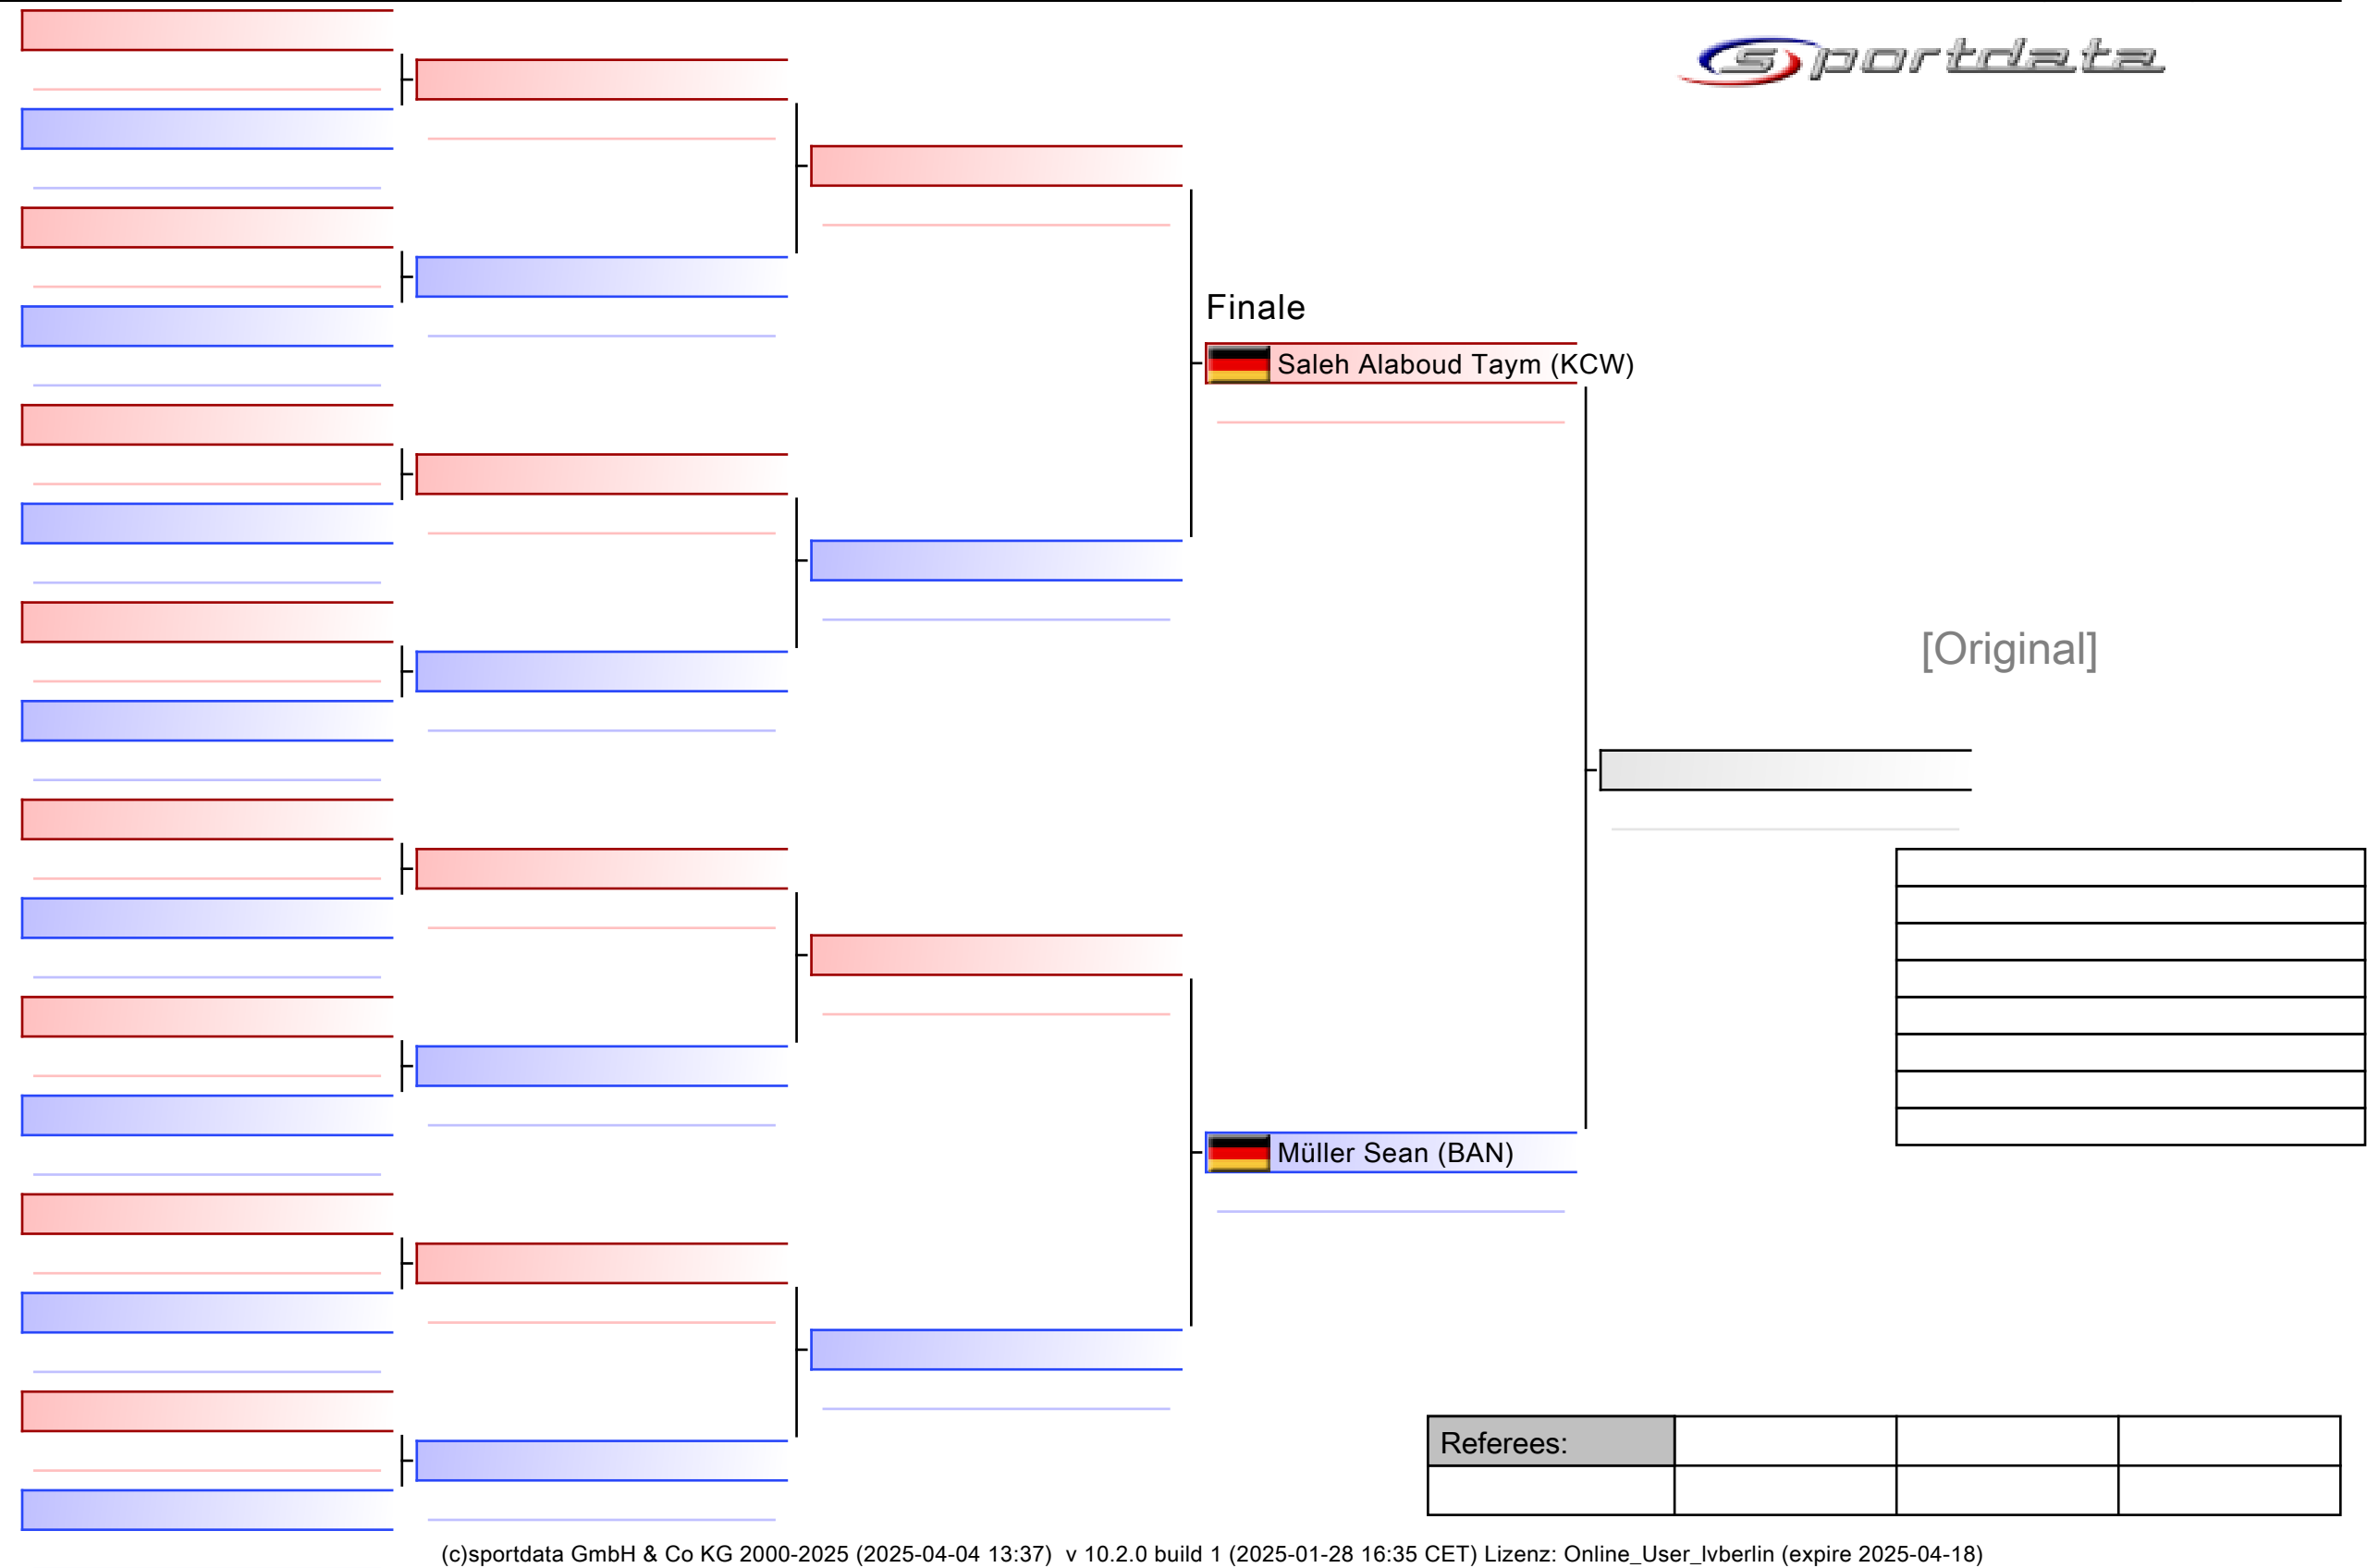 sportdata
Finale
Saleh Alaboud Taym (KCW)
[Original]
Müller Sean (BAN)
Referees:
(c)sportdata GmbH & Co KG 2000-2025 (2025-04-04 13:37)  v 10.2.0 build 1 (2025-01-28 16:35 CET) Lizenz: Online_User_lvberlin (expire 2025-04-18)